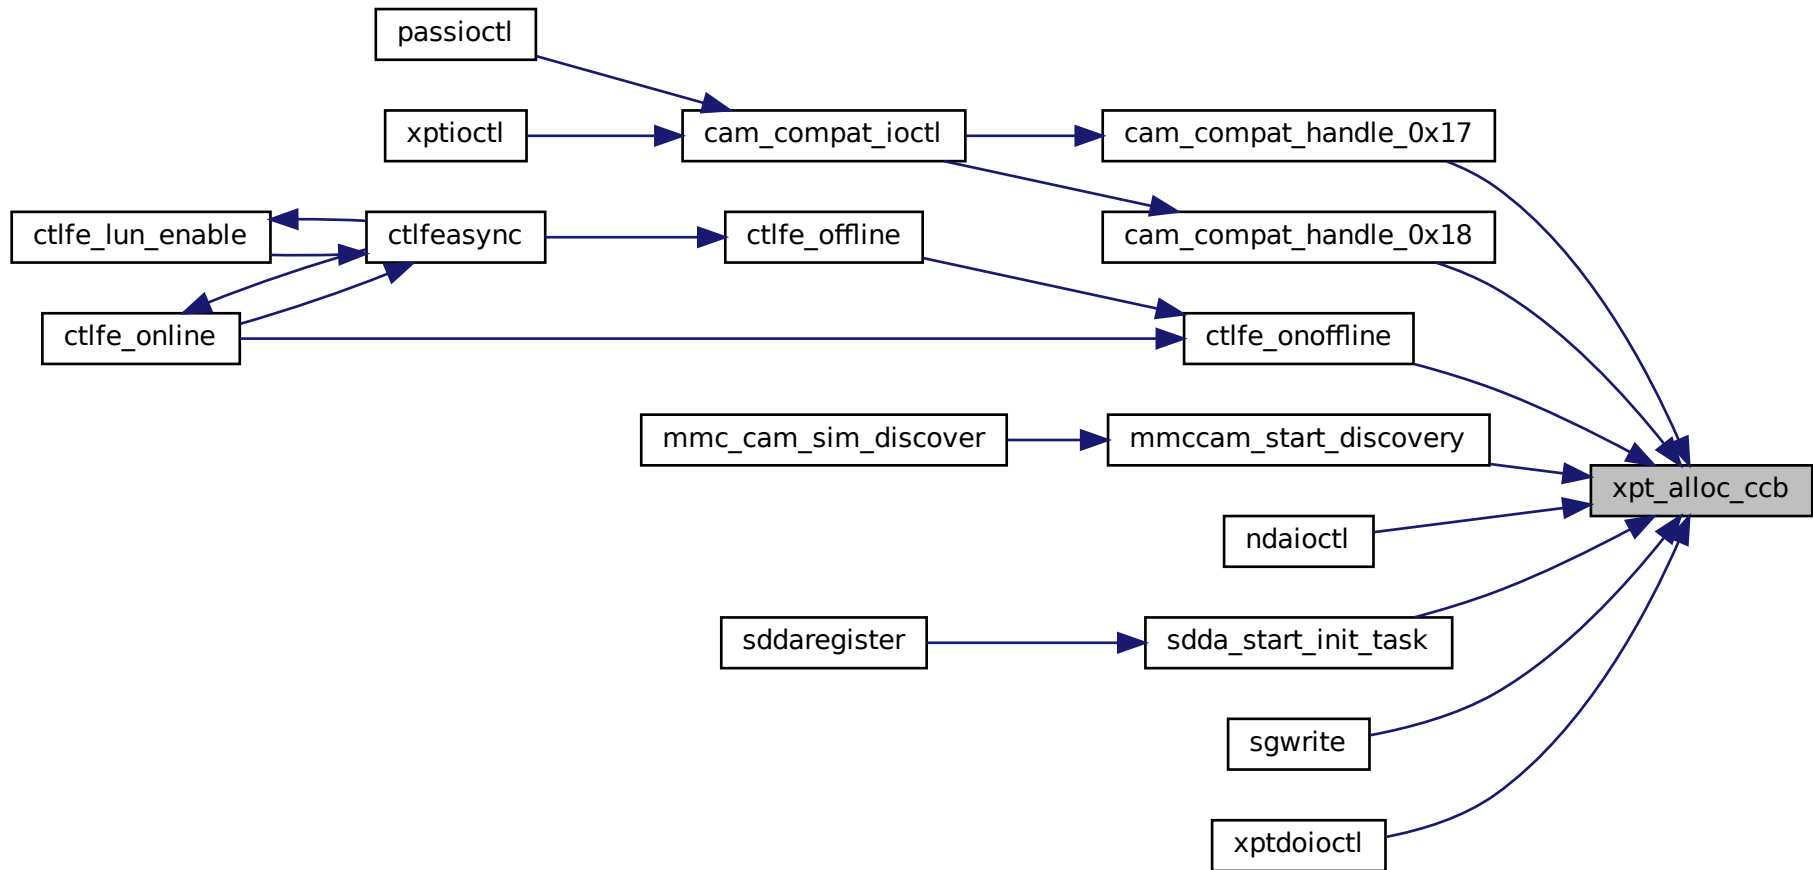 passioctl
xptioctl
cam_compat_ioctl
cam_compat_handle_0x17
ctlfe_lun_enable
ctlfeasync
ctlfe_offline
cam_compat_handle_0x18
ctlfe_online
ctlfe_onoffline
mmc_cam_sim_discover
mmccam_start_discovery
xpt_alloc_ccb
ndaioctl
sddaregister
sdda_start_init_task
sgwrite
xptdoioctl